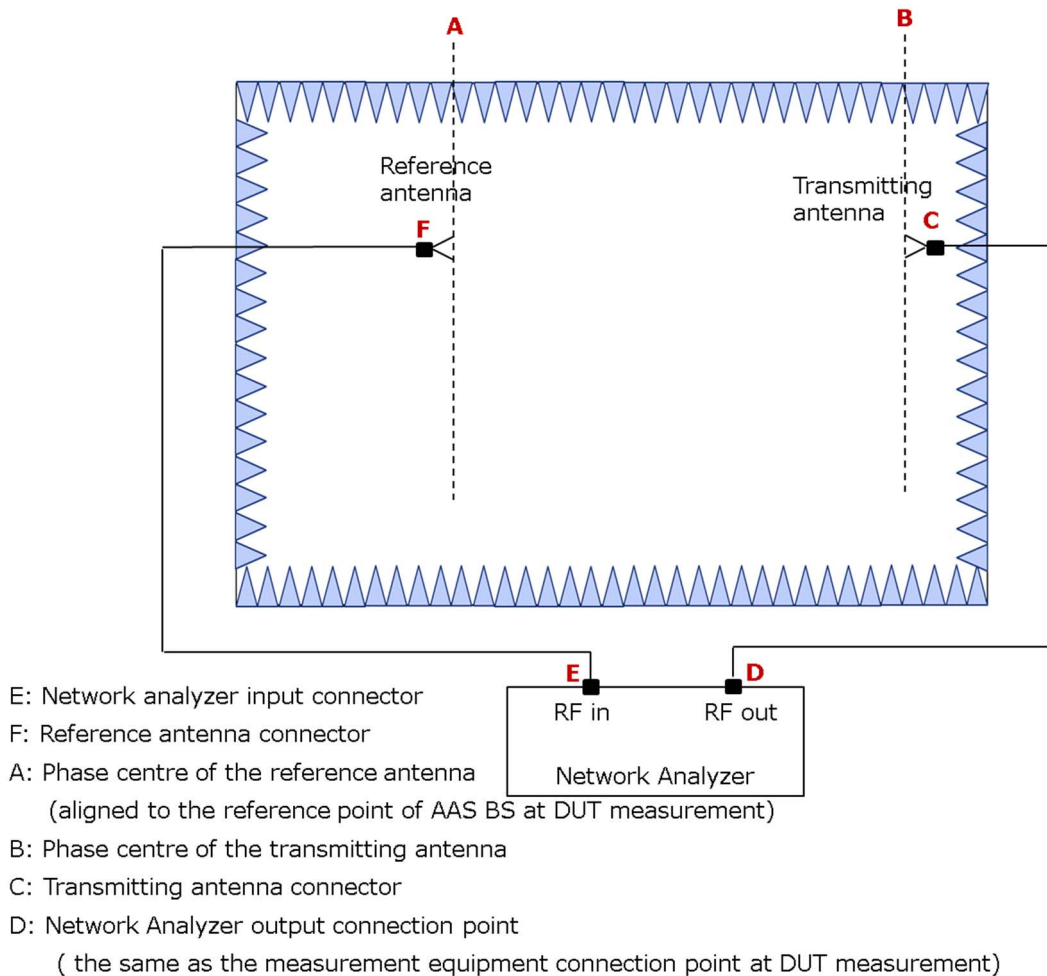 A
B
Reference
antenna
Transmitting
antenna
F
C
E
D
RF in
RF out
Network Analyzer
E: Network analyzer input connector
F: Reference antenna connector
A: Phase centre of the reference antenna
(aligned to the reference point of AAS BS at DUT measurement)
B: Phase centre of the transmitting antenna
C: Transmitting antenna connector
D: Network Analyzer output connection point
( the same as the measurement equipment connection point at DUT measurement)